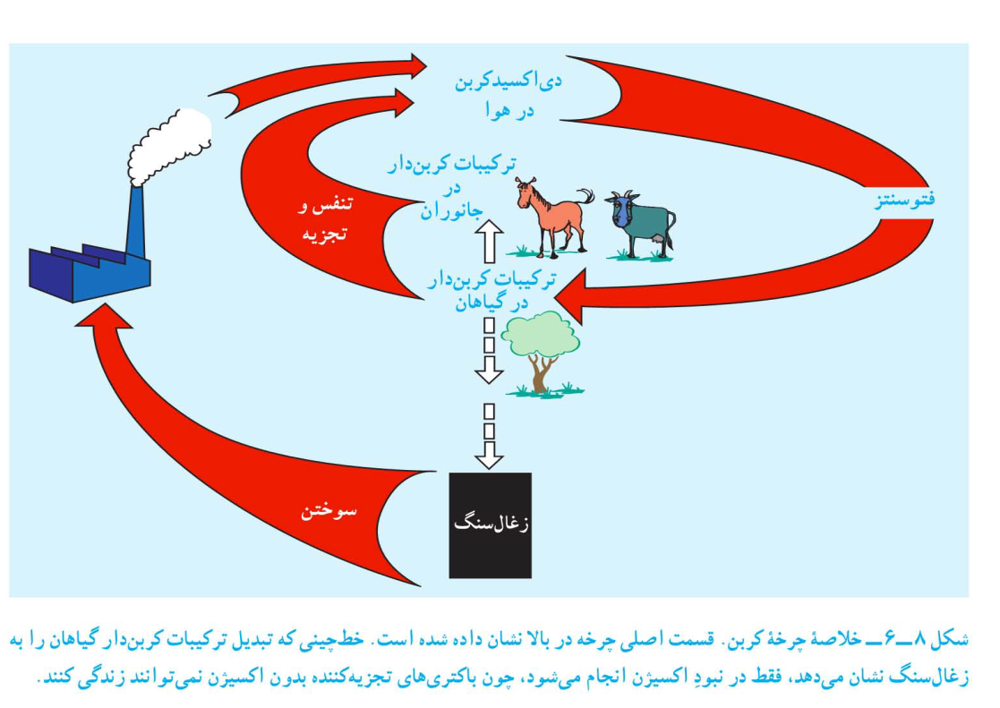 دی‌اکسیدکربن
در هوا
ترکیبات کربن‌دار
در
جانوران
تنفس و
تجزیه
فتوسنتز
ترکیبات کربن‌دار
در گیاهان
زغال‌سنگ
سوختن
شکل ۸ــ۶ــ خلاصهٔ چرخهٔ کربن. قسمت اصلی چرخه در بالا نشان داده شده است. خط‌چینی که تبدیل ترکیبات کربن‌دار گیاهان را به
زغال‌سنگ نشان می‌دهد، فقط در نبودِ اکسیژن انجام می‌شود، چون باکتری‌های تجزیه‌کننده بدون اکسیژن نمی‌توانند زندگی کنند.